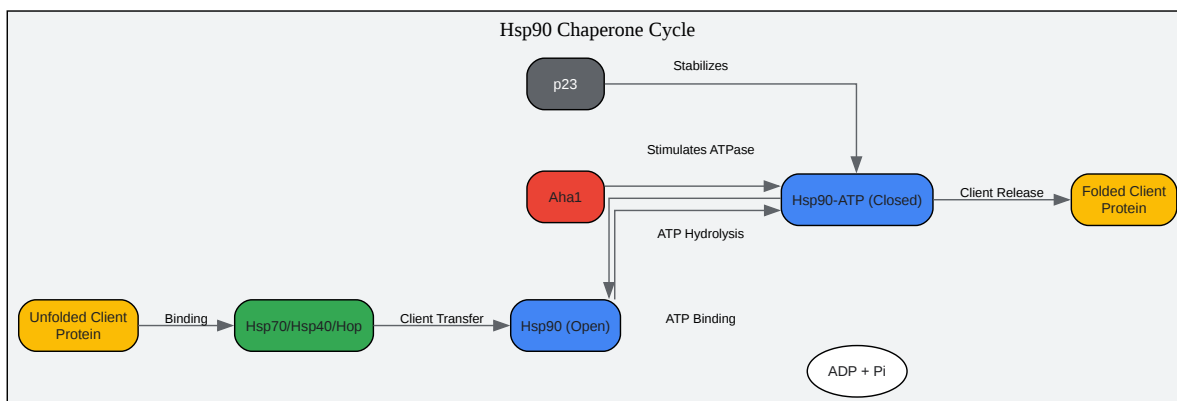 Hsp90 Chaperone Cycle
p23
Stabilizes
Stimulates ATPase
Aha1
Hsp90-ATP (Closed)
Client Release
Folded Client
Protein
ATP Hydrolysis
Unfolded Client
Protein
Binding
Hsp70/Hsp40/Hop
Client Transfer
Hsp90 (Open)
ATP Binding
ADP + Pi